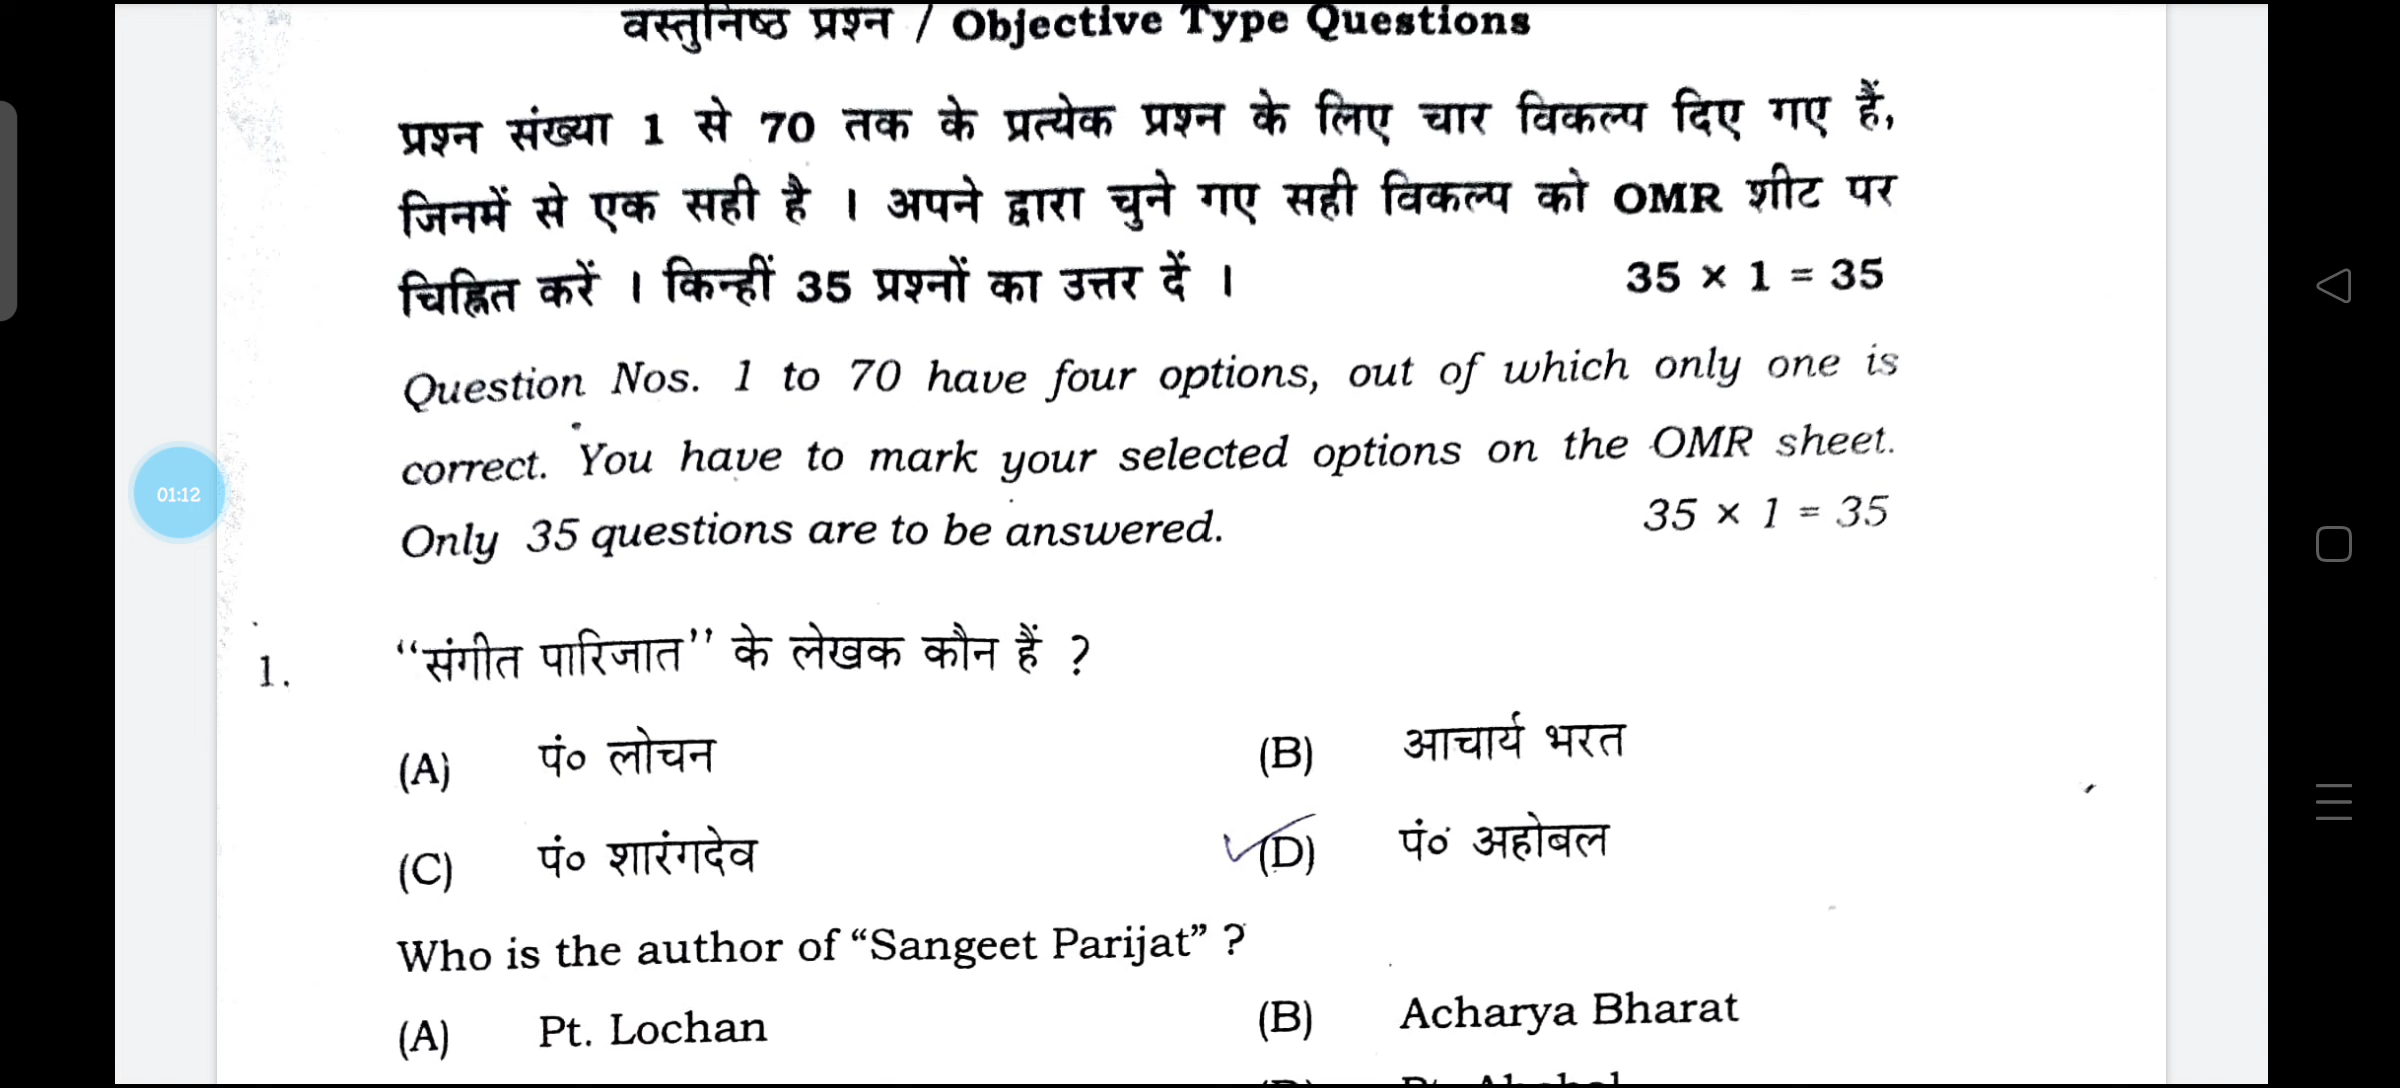 वस्तुनिष्ठ प्रश्न / Objective Type Questions
प्रश्न संख्या 1 से 70 तक के प्रत्येक प्रश्न के लिए चार विकल्प दिए गए हैं,
जिनमें से एक सही है । अपने द्वारा चुने गए सही विकल्प को OMR शीट पर
चिह्नित करें । किन्हीं 35 प्रश्नों का उत्तर दें । 35 × 1 = 35
Question Nos. 1 to 70 have four options, out of which only one is
correct. You have to mark your selected options on the OMR sheet.
01:12
Only 35 questions are to be answered. 35 × 1 = 35
1. “संगीत पारिजात” के लेखक कौन हैं ?
(A) पं० लोचन (B) आचार्य भरत
(C) पं० शारंगदेव (D) पं० अहोबल
Who is the author of “Sangeet Parijat” ?
(A) Pt. Lochan (B) Acharya Bharat